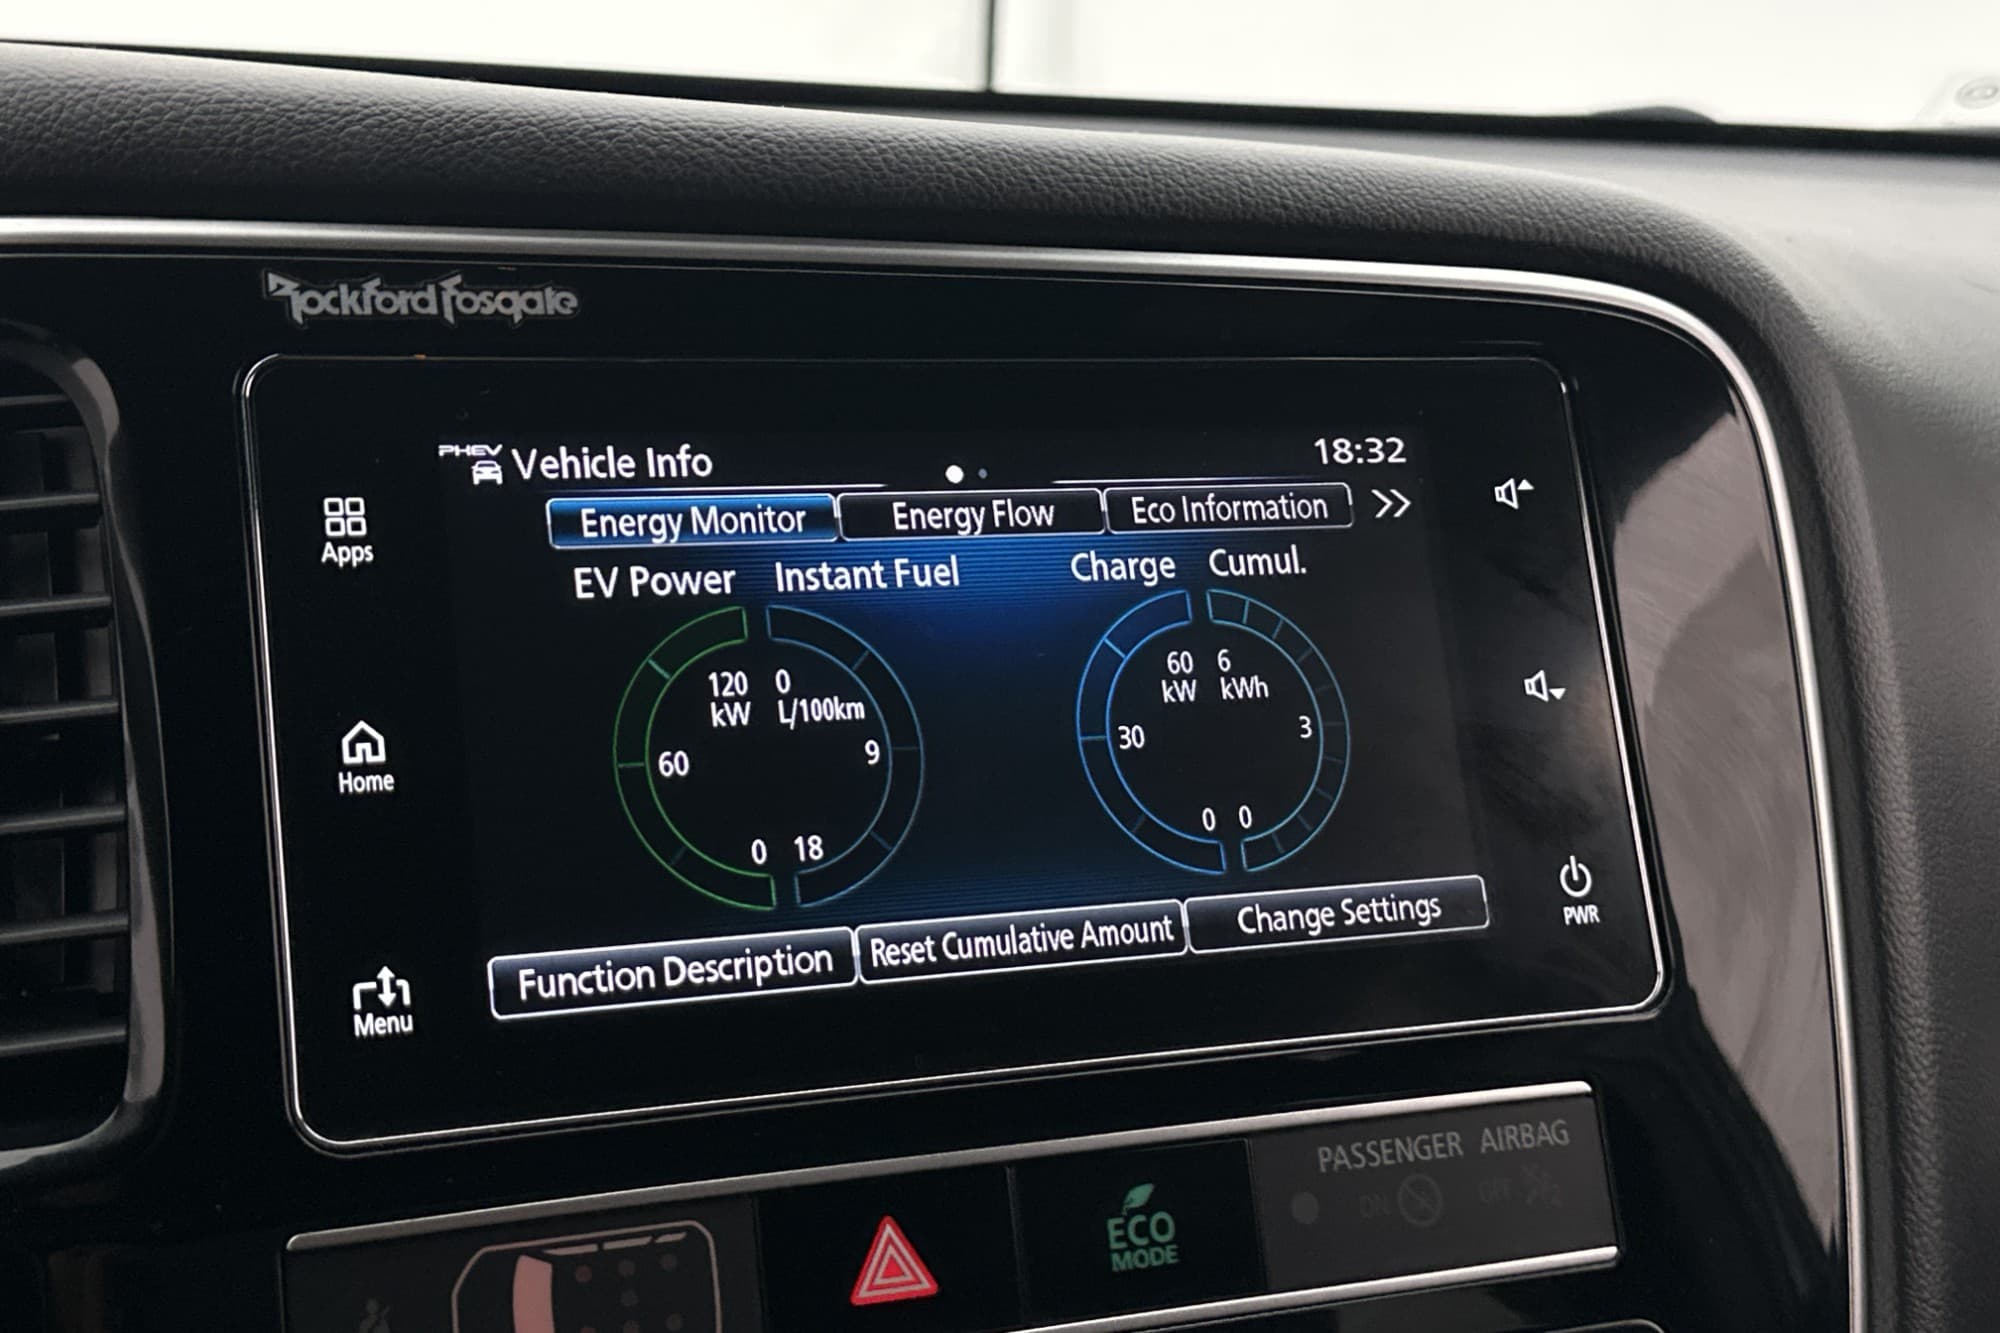 Rockford Fosgate
PHEV Vehicle Info 18:32
Energy Monitor Energy Flow Eco Information
Apps
EV Power Instant Fuel Charge Cumul.
120 0 60 6
kW L/100km kW kWh
60 9 30 3
0 18 0 0
Home
Function Description Reset Cumulative Amount Change Settings
PWR
Menu
PASSENGER AIRBAG
ON OFF
ECO
MODE